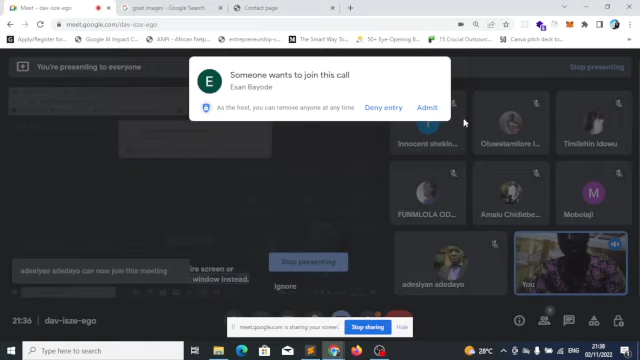 Meet – dav-isze-ego
goat images - Google Search
Contact page
meet.google.com/dav-isze-ego
Apply/Register for...
Google AI Impact C...
ANPI - African Netw...
entrepreneurship-c...
The Smart Way To...
50+ Eye-Opening B...
15 Crucial Outsourc...
Canva pitch deck to...
You're presenting to everyone
Stop presenting
E
Someone wants to join this call
Esan Bayode
As the host, you can remove anyone at any time
Deny entry
Admit
Innocent shekin...
Oluwatamilore I...
Timilehin Idowu
FUNMLOLA OD...
Amalu Chidiebe...
M
Mobolaji
adesiyan adedayo
You
Stop presenting
Ignore
adesiyan adedayo can now join this meeting
ire screen or
window instead.
21:36
dav-isze-ego
meet.google.com is sharing your screen.
Stop sharing
Hide
Type here to search
28°C
ENG
21:36
02/11/2022